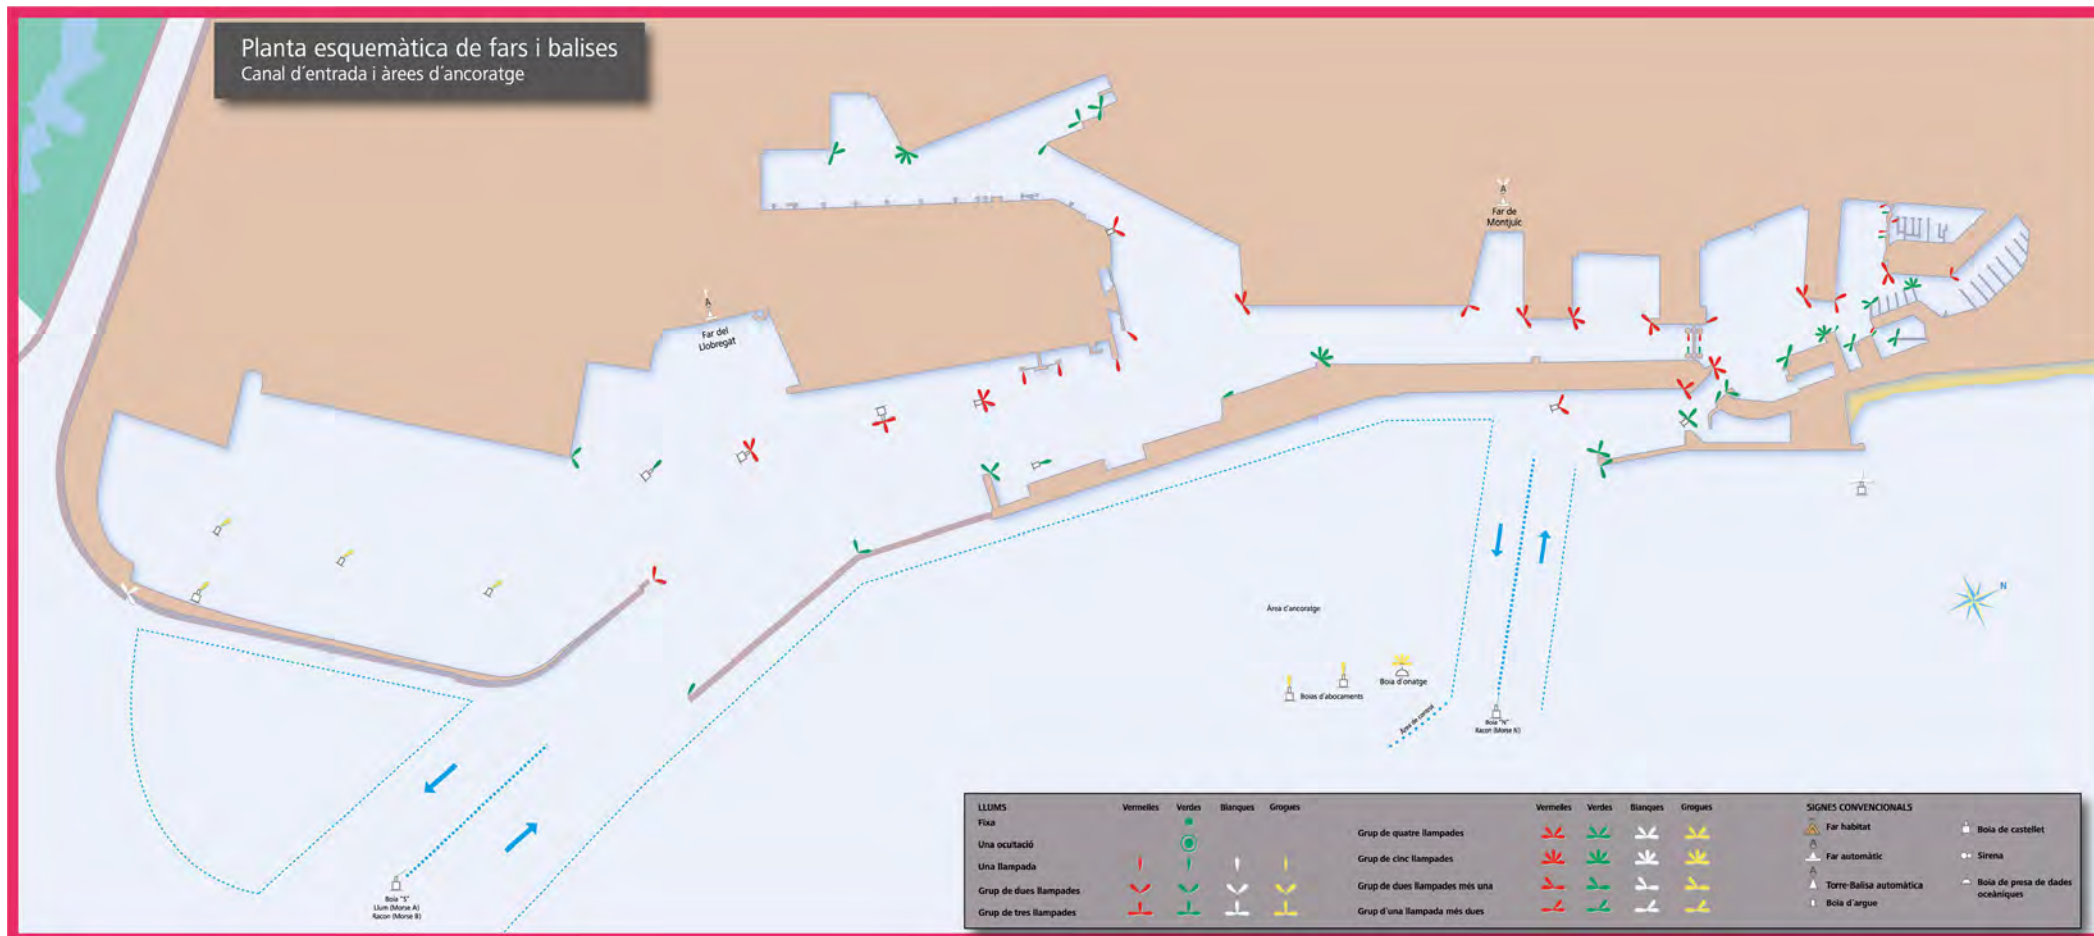 Planta esquemàtica de fars i balises
Canal d´entrada i àrees d´ancoratge
A
Far de
Montjuïc
A
Far del
Llobregat
N
Àrea d'ancoratge
Boias d'abocaments
Boia d'onatge
Àrea de control
Boia "N"
Racon (Morse N)
Boia "S"
Llum (Morse A)
Racon (Morse B)
LLUMS
Vermelles
Verdes
Blanques
Grogues
Fixa
Una ocultació
Una llampada
Grup de dues llampades
Grup de tres llampades
Vermelles
Verdes
Blanques
Grogues
Grup de quatre llampades
Grup de cinc llampades
Grup de dues llampades més una
Grup d'una llampada més dues
SIGNES CONVENCIONALS
Far habitat
A
Far automàtic
A
Torre-Balisa automàtica
Boia d'argue
Boia de castellet
Sirena
Boia de presa de dades
oceàniques